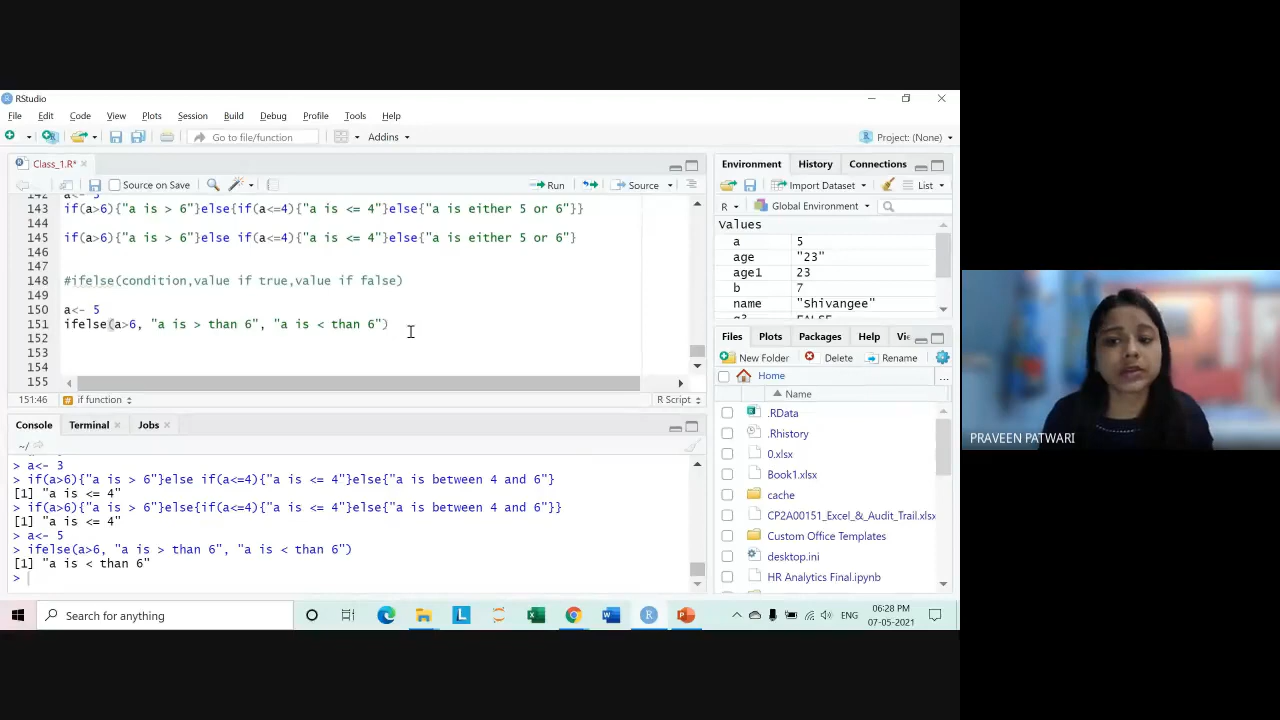 RStudio
File Edit Code View Plots Session Build Debug Profile Tools Help
Go to file/function Addins Project: (None)
Class_1.R*
Source on Save Run Source
142 a<- 5
143 if(a>6){"a is > 6"}else{if(a<=4){"a is <= 4"}else{"a is either 5 or 6"}}
144
145 if(a>6){"a is > 6"}else if(a<=4){"a is <= 4"}else{"a is either 5 or 6"}
146
147
148 #ifelse(condition,value if true,value if false)
149
150 a<- 5
151 ifelse(a>6, "a is > than 6", "a is < than 6")
152
153
154
155
151:46 # if function R Script
Console Terminal Jobs
~/
> a<- 3
> if(a>6){"a is > 6"}else if(a<=4){"a is <= 4"}else{"a is between 4 and 6"}
[1] "a is <= 4"
> if(a>6){"a is > 6"}else{if(a<=4){"a is <= 4"}else{"a is between 4 and 6"}}
[1] "a is <= 4"
> a<- 5
> ifelse(a>6, "a is > than 6", "a is < than 6")
[1] "a is < than 6"
>
Environment History Connections
Import Dataset List
R Global Environment
Values
a 5
age "23"
age1 23
b 7
name "Shivangee"
Files Plots Packages Vi
New Folder Delete Rename
Home ...
Name
.RData
.Rhistory
0.xlsx
Book1.xlsx
cache
CP2A00151_Excel_&_Audit_Trail.xlsx
Custom Office Templates
desktop.ini
HR Analytics Final.ipynb
Search for anything
L
ENG
06:28 PM
07-05-2021
PRAVEEN PATWARI